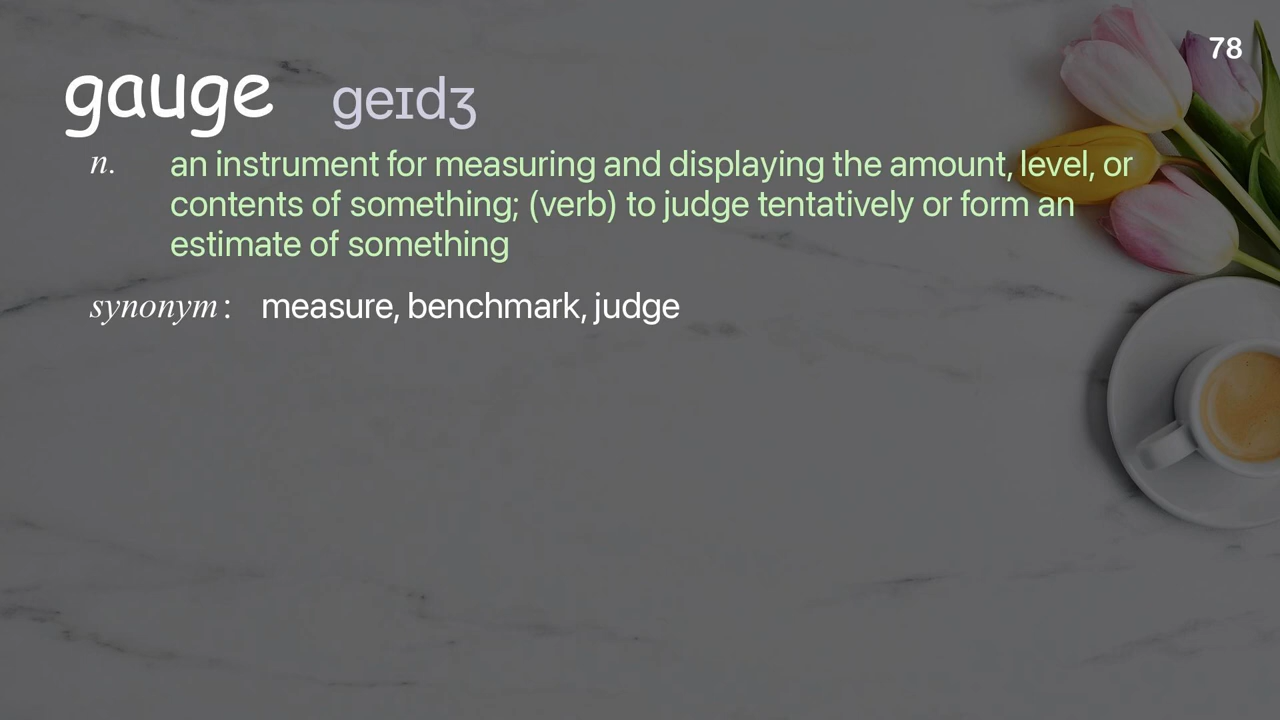 78
gauge geɪdʒ
n. an instrument for measuring and displaying the amount, level, or
contents of something; (verb) to judge tentatively or form an
estimate of something
synonym: measure, benchmark, judge